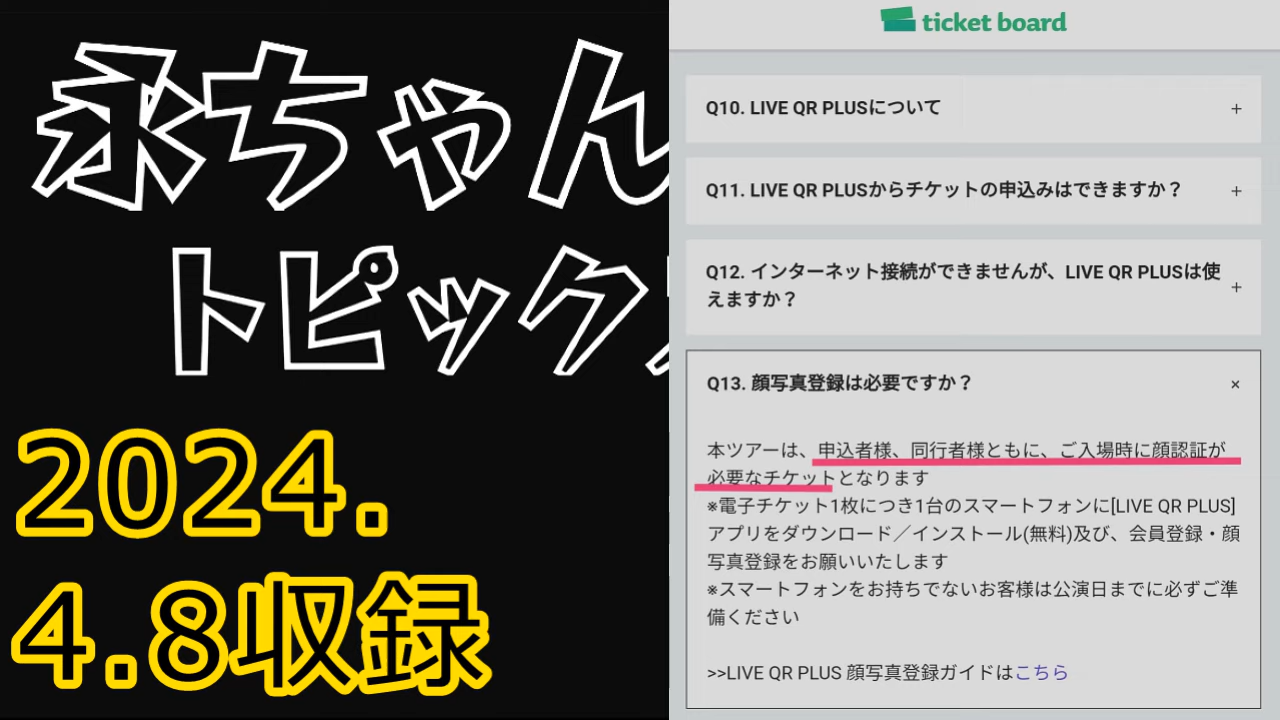 永ちゃん
トピック
2024.
4.8収録
ticket board
Q10. LIVE QR PLUSについて
+
Q11. LIVE QR PLUSからチケットの申込みはできますか？
+
Q12. インターネット接続ができませんが、LIVE QR PLUSは使
えますか？
+
Q13. 顔写真登録は必要ですか？
×
本ツアーは、申込者様、同行者様ともに、ご入場時に顔認証が
必要なチケットとなります
※電子チケット1枚につき1台のスマートフォンに[LIVE QR PLUS]
アプリをダウンロード／インストール(無料)及び、会員登録・顔
写真登録をお願いいたします
※スマートフォンをお持ちでないお客様は公演日までに必ずご準
備ください
>>LIVE QR PLUS 顔写真登録ガイドはこちら